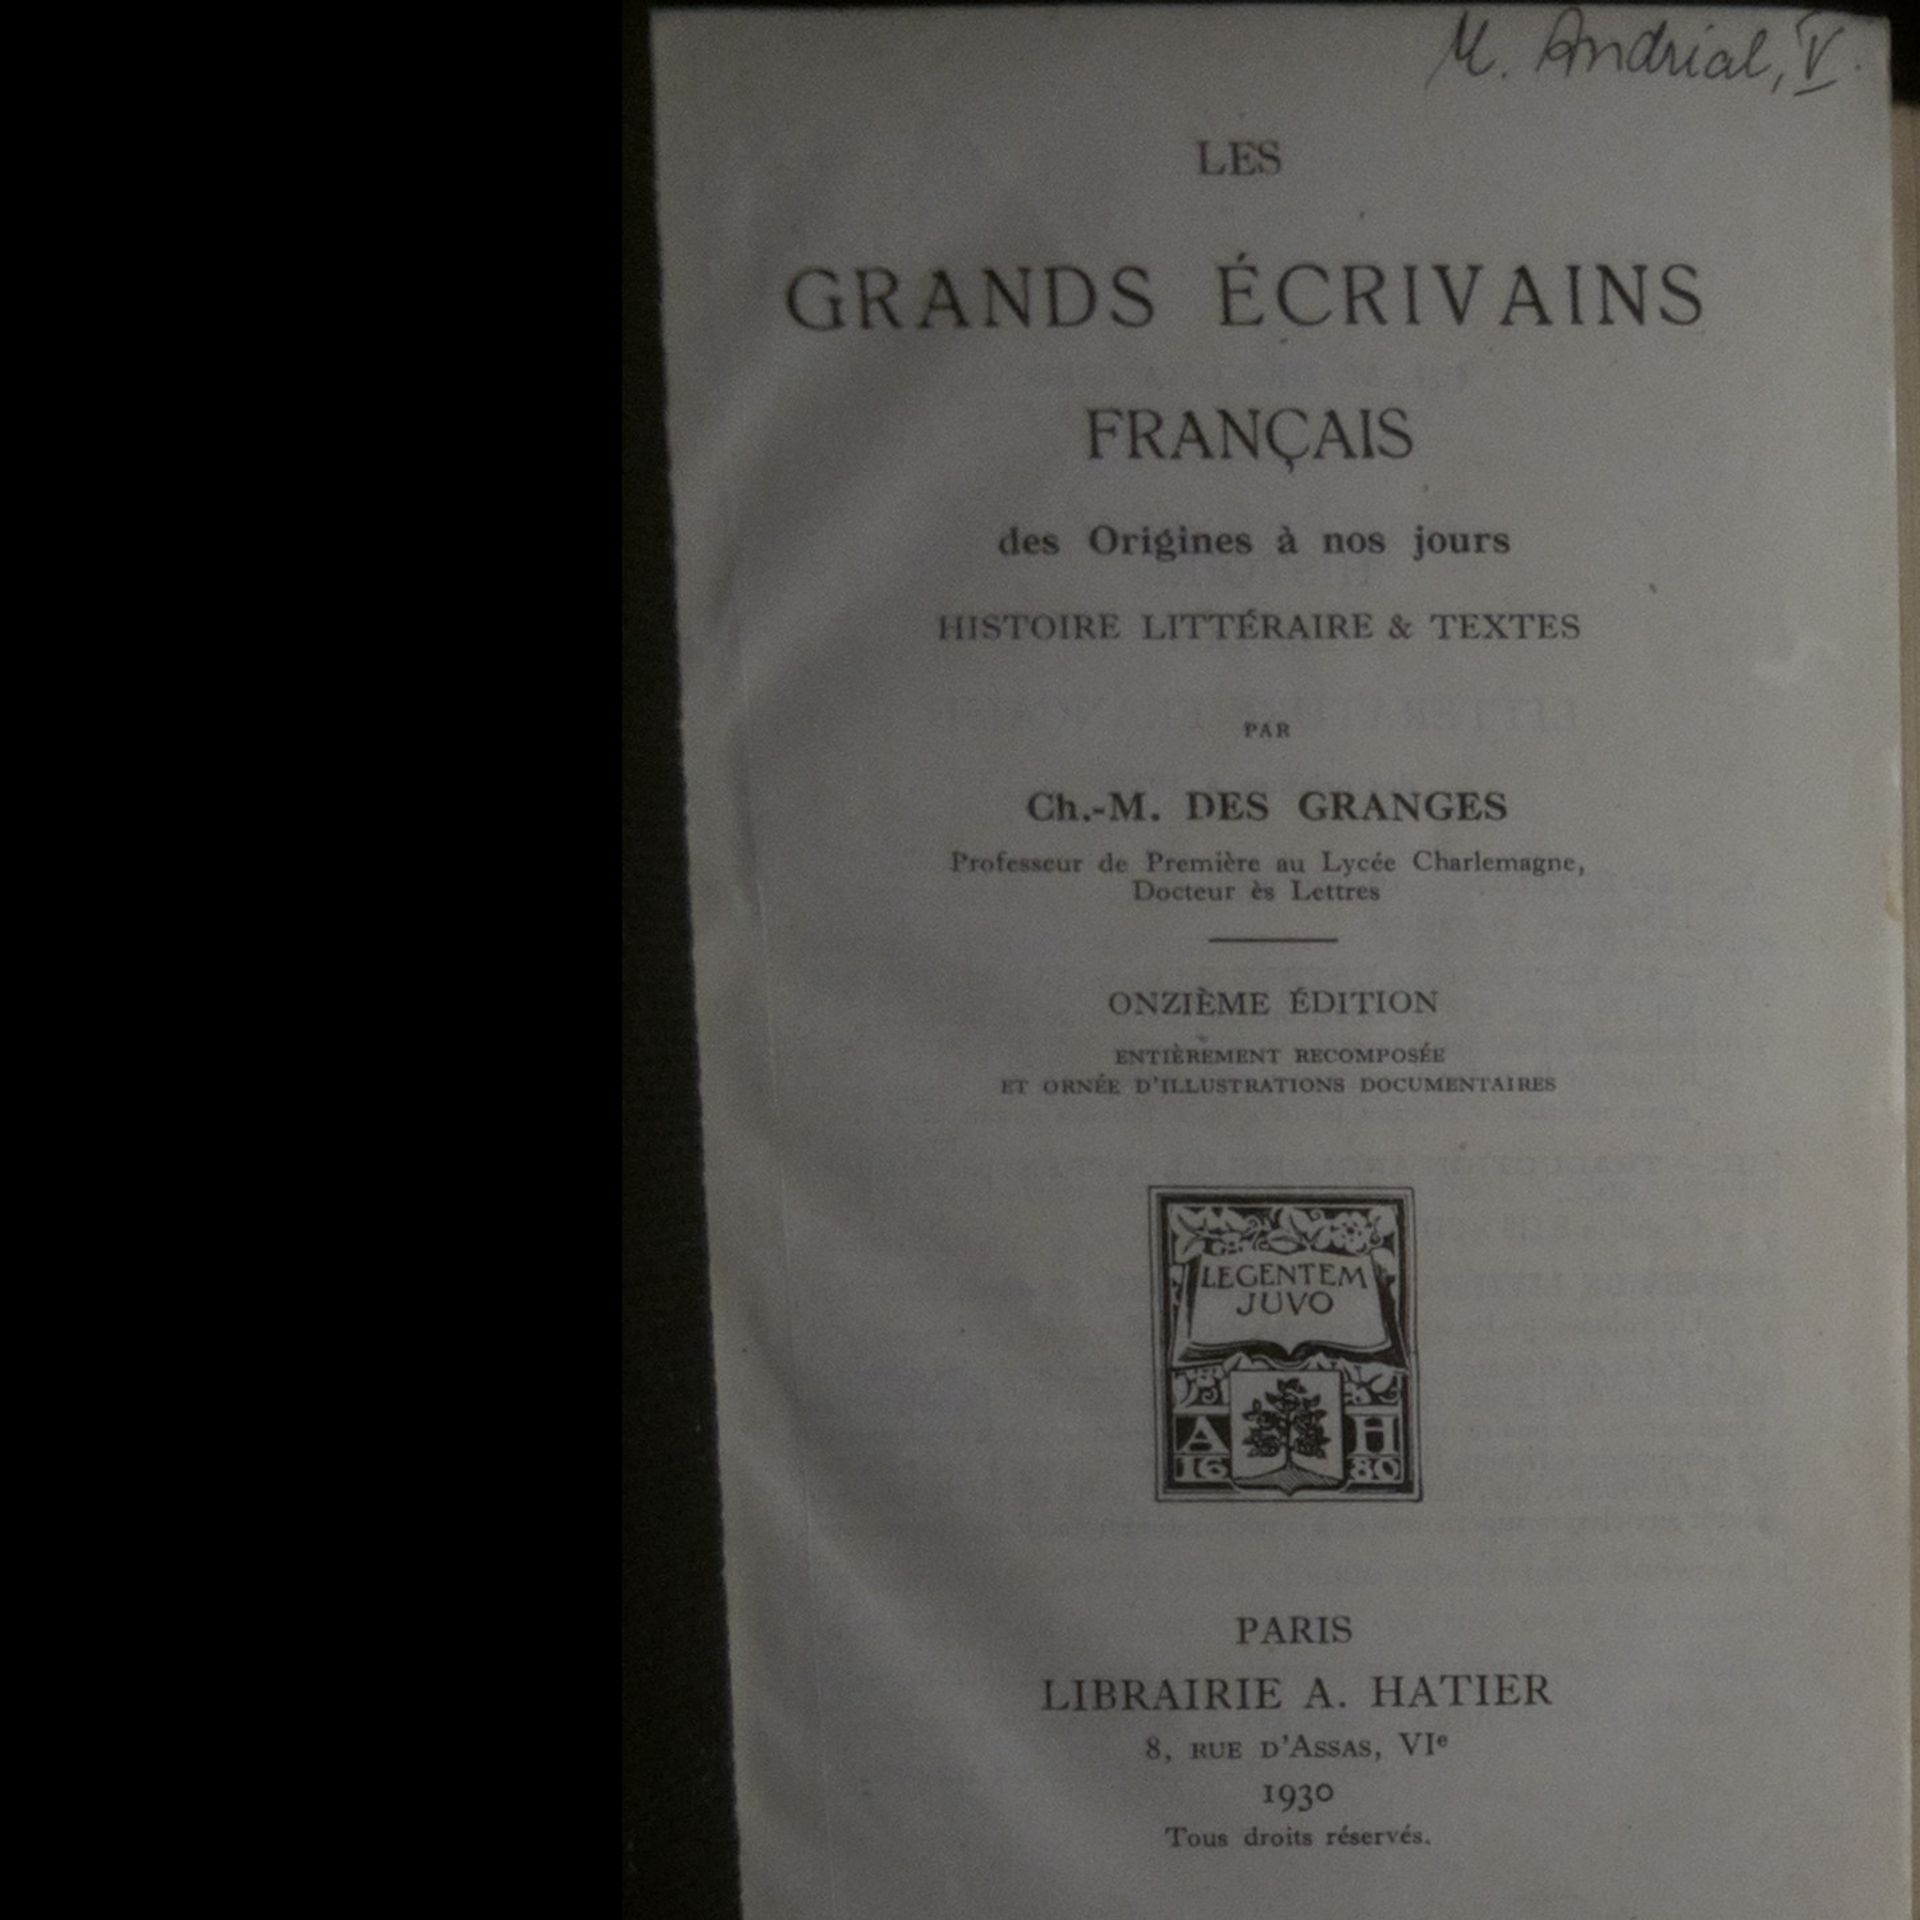 M. Andrial, V.
LES
GRANDS ÉCRIVAINS
FRANÇAIS
des Origines à nos jours
HISTOIRE LITTÉRAIRE & TEXTES
PAR
Ch.-M. DES GRANGES
Professeur de Première au Lycée Charlemagne,
Docteur ès Lettres
ONZIÈME ÉDITION
ENTIÈREMENT RECOMPOSÉE
ET ORNÉE D'ILLUSTRATIONS DOCUMENTAIRES
LEGENTEM
JUVO
A H
16 80
PARIS
LIBRAIRIE A. HATIER
8, RUE D'ASSAS, VIe
1930
Tous droits réservés.